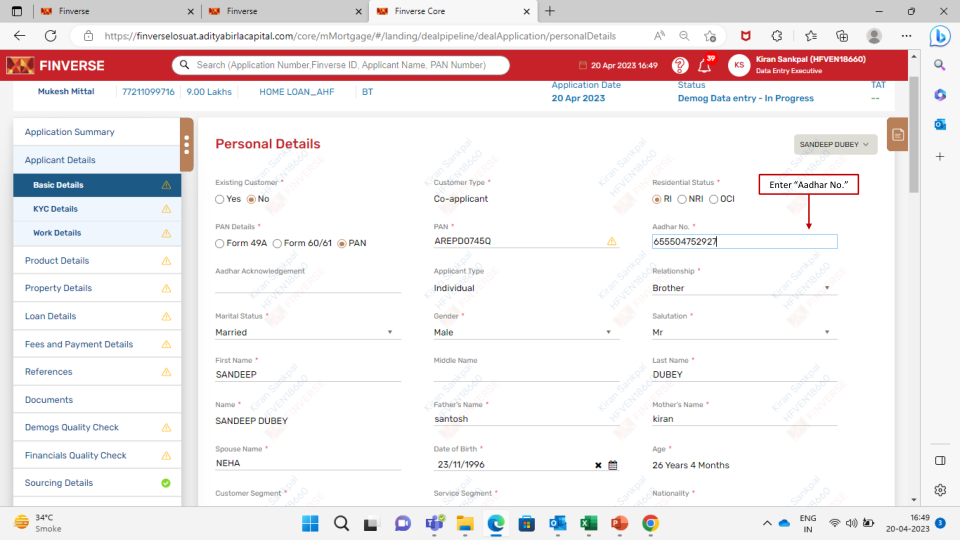 Finverse
Finverse
Finverse Core
https://finverselosuat.adityabirlacapital.com/core/mMortgage/#/landing/dealpipeline/dealApplication/personalDetails
FINVERSE
Search (Application Number,Finverse ID, Applicant Name, PAN Number)
20 Apr 2023 16:49
39
KS
Kiran Sankpal (HFVEN18660)
Data Entry Executive
Mukesh Mittal
77211099716
9.00 Lakhs
HOME LOAN_AHF
BT
Application Date
20 Apr 2023
Status
Demog Data entry - In Progress
TAT
--
Application Summary
Applicant Details
Basic Details
KYC Details
Work Details
Product Details
Property Details
Loan Details
Fees and Payment Details
References
Documents
Demogs Quality Check
Financials Quality Check
Sourcing Details
Personal Details
SANDEEP DUBEY
Existing Customer *
Yes No
Customer Type *
Co-applicant
Residential Status *
RI NRI OCI
Enter “Aadhar No.”
PAN Details *
Form 49A Form 60/61 PAN
PAN *
AREPD0745Q
Aadhar No. *
655504752927
Aadhar Acknowledgement
Applicant Type
Individual
Relationship *
Brother
Marital Status *
Married
Gender *
Male
Salutation *
Mr
First Name *
SANDEEP
Middle Name
Last Name *
DUBEY
Name *
SANDEEP DUBEY
Father's Name *
santosh
Mother's Name *
kiran
Spouse Name *
NEHA
Date of Birth *
23/11/1996
Age *
26 Years 4 Months
Customer Segment *
Service Segment *
Nationality *
Kiran Sankpal
HFVEN18660
FINVERSE
34°C
Smoke
ENG
IN
16:49
20-04-2023
3